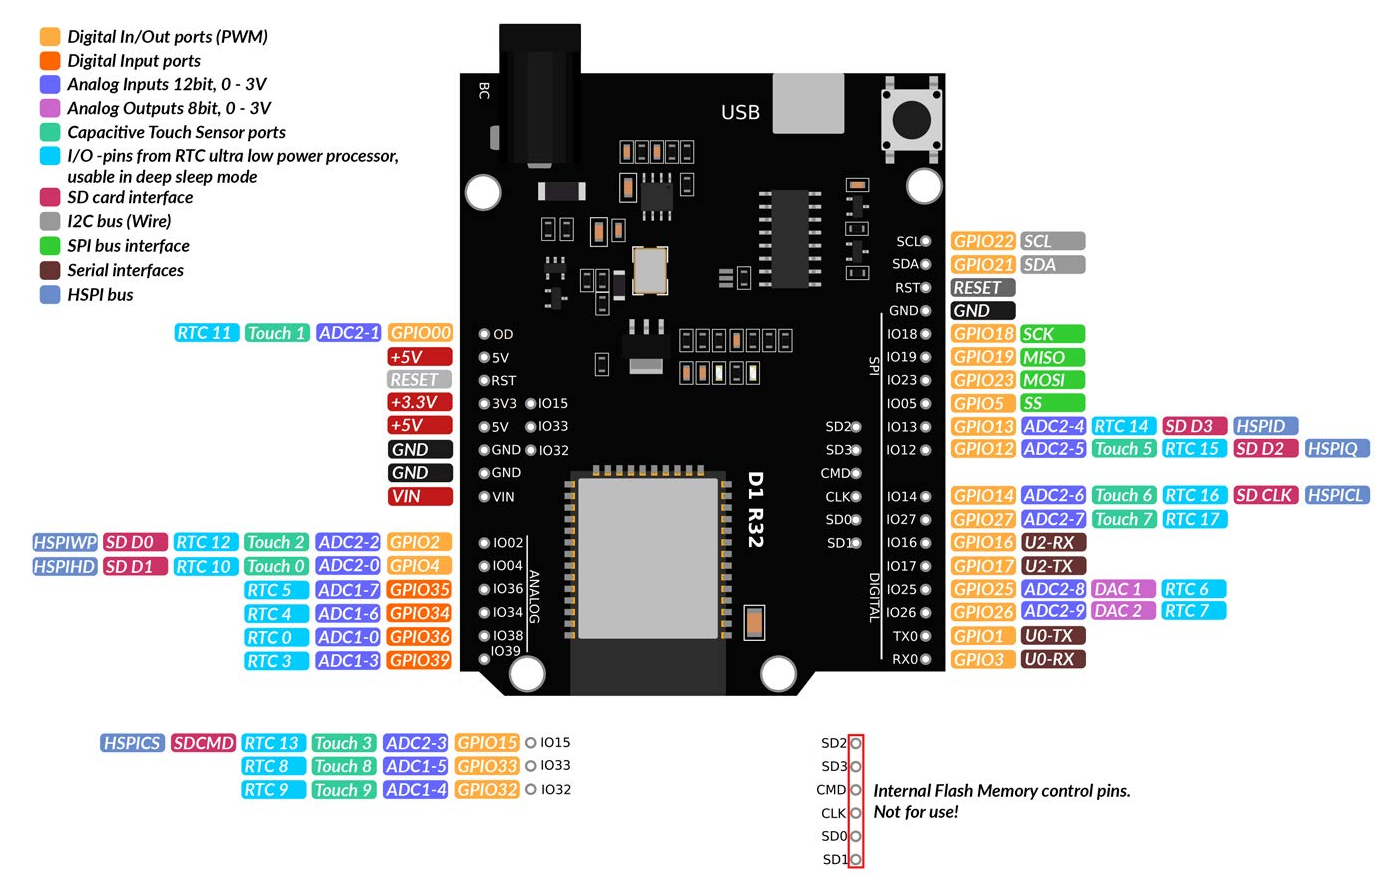 Digital In/Out ports (PWM)
Digital Input ports
Analog Inputs 12bit, 0 - 3V
Analog Outputs 8bit, 0 - 3V
Capacitive Touch Sensor ports
I/O -pins from RTC ultra low power processor,
usable in deep sleep mode
SD card interface
I2C bus (Wire)
SPI bus interface
Serial interfaces
HSPI bus
BC
USB
RTC 11 Touch 1 ADC2-1 GPIO00 OD
+5V 5V
RESET RST
+3.3V 3V3 IO15
+5V 5V IO33
GND GND IO32
GND GND
VIN VIN
HSPIWP SD D0 RTC 12 Touch 2 ADC2-2 GPIO2 IO02
HSPIHD SD D1 RTC 10 Touch 0 ADC2-0 GPIO4 IO04
RTC 5 ADC1-7 GPIO35 IO36
RTC 4 ADC1-6 GPIO34 IO34
RTC 0 ADC1-0 GPIO36 IO38
RTC 3 ADC1-3 GPIO39 IO39
ANALOG
D1 R32
SD2
SD3
CMD
CLK
SD0
SD1
SPI
DIGITAL
SCL GPIO22 SCL
SDA GPIO21 SDA
RST RESET
GND GND
IO18 GPIO18 SCK
IO19 GPIO19 MISO
IO23 GPIO23 MOSI
IO05 GPIO5 SS
IO13 GPIO13 ADC2-4 RTC 14 SD D3 HSPID
IO12 GPIO12 ADC2-5 Touch 5 RTC 15 SD D2 HSPIQ
IO14 GPIO14 ADC2-6 Touch 6 RTC 16 SD CLK HSPICL
IO27 GPIO27 ADC2-7 Touch 7 RTC 17
IO16 GPIO16 U2-RX
IO17 GPIO17 U2-TX
IO25 GPIO25 ADC2-8 DAC 1 RTC 6
IO26 GPIO26 ADC2-9 DAC 2 RTC 7
TX0 GPIO1 U0-TX
RX0 GPIO3 U0-RX
HSPICS SDCMD RTC 13 Touch 3 ADC2-3 GPIO15 IO15
RTC 8 Touch 8 ADC1-5 GPIO33 IO33
RTC 9 Touch 9 ADC1-4 GPIO32 IO32
SD2
SD3
CMD
CLK
SD0
SD1
Internal Flash Memory control pins.
Not for use!